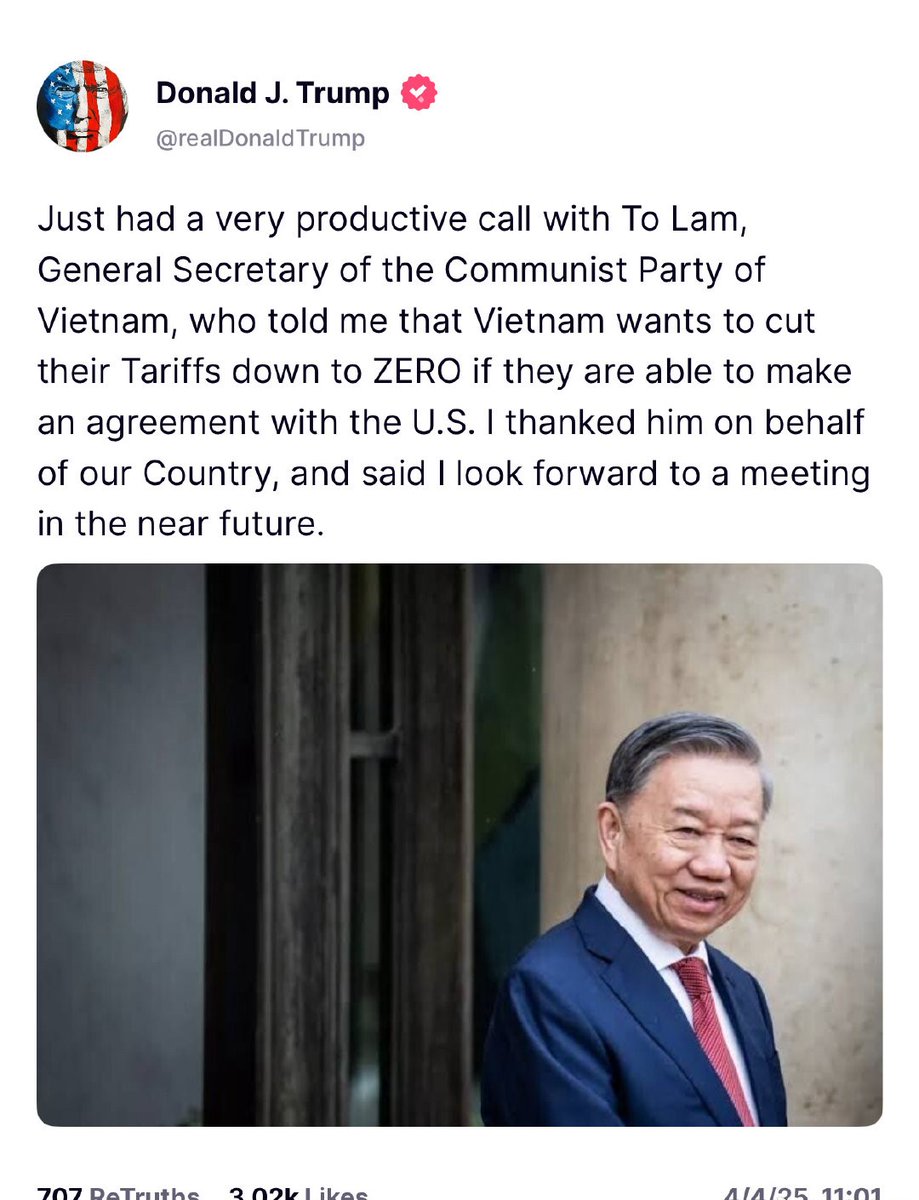 Donald J. Trump
@realDonaldTrump
Just had a very productive call with To Lam,
General Secretary of the Communist Party of
Vietnam, who told me that Vietnam wants to cut
their Tariffs down to ZERO if they are able to make
an agreement with the U.S. I thanked him on behalf
of our Country, and said I look forward to a meeting
in the near future.
707 ReTruths 3.02k Likes 4/4/25, 11:01